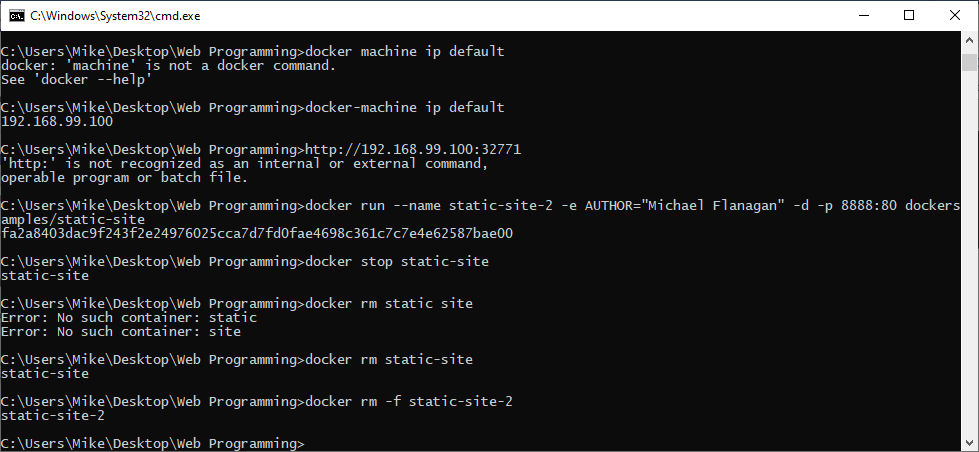 C:\Windows\System32\cmd.exe
C:\Users\Mike\Desktop\Web Programming>docker machine ip default
docker: 'machine' is not a docker command.
See 'docker --help'
C:\Users\Mike\Desktop\Web Programming>docker-machine ip default
192.168.99.100
C:\Users\Mike\Desktop\Web Programming>http://192.168.99.100:32771
'http:' is not recognized as an internal or external command,
operable program or batch file.
C:\Users\Mike\Desktop\Web Programming>docker run --name static-site-2 -e AUTHOR="Michael Flanagan" -d -p 8888:80 dockers
amples/static-site
fa2a8403dac9f243f2e24976025cca7d7fd0fae4698c361c7c7e4e62587bae00
C:\Users\Mike\Desktop\Web Programming>docker stop static-site
static-site
C:\Users\Mike\Desktop\Web Programming>docker rm static site
Error: No such container: static
Error: No such container: site
C:\Users\Mike\Desktop\Web Programming>docker rm static-site
static-site
C:\Users\Mike\Desktop\Web Programming>docker rm -f static-site-2
static-site-2
C:\Users\Mike\Desktop\Web Programming>